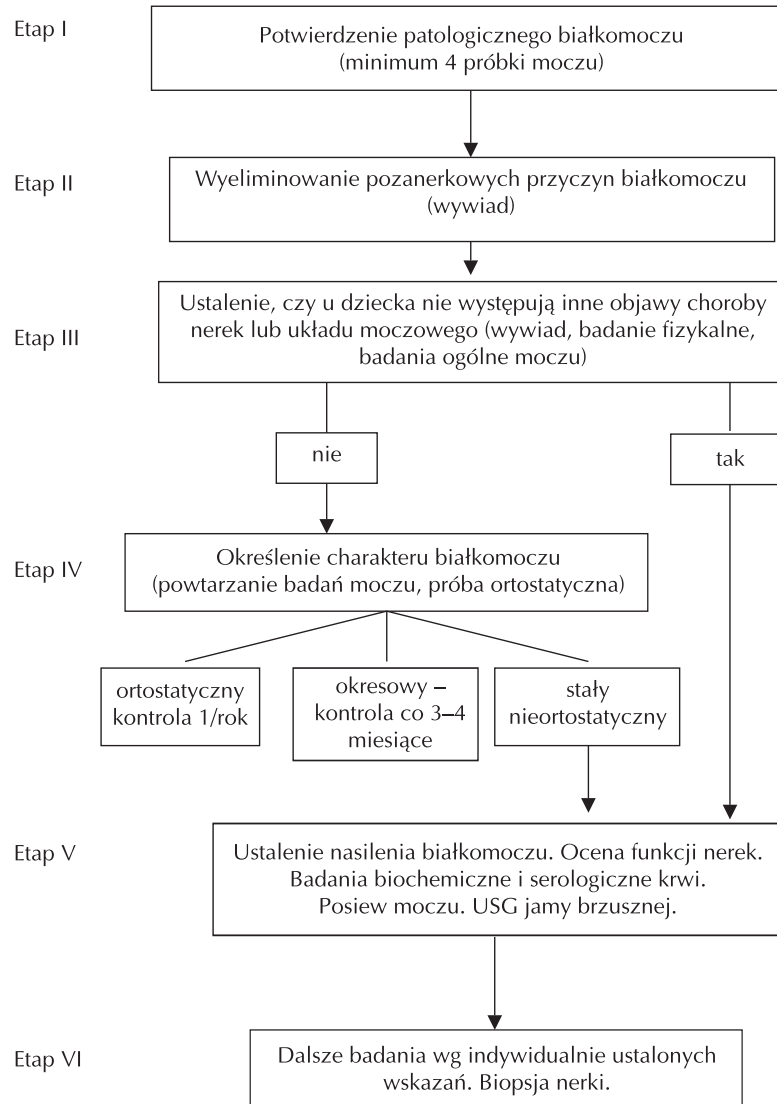 Etap I
Potwierdzenie patologicznego białkomoczu
(minimum 4 próbki moczu)
Etap II
Wyeliminowanie pozanerkowych przyczyn białkomoczu
(wywiad)
Etap III
Ustalenie, czy u dziecka nie występują inne objawy choroby
nerek lub układu moczowego (wywiad, badanie fizykalne,
badania ogólne moczu)
nie
tak
Etap IV
Określenie charakteru białkomoczu
(powtarzanie badań moczu, próba ortostatyczna)
ortostatyczny
kontrola 1/rok
okresowy –
kontrola co 3–4
miesiące
stały
nieortostatyczny
Etap V
Ustalenie nasilenia białkomoczu. Ocena funkcji nerek.
Badania biochemiczne i serologiczne krwi.
Posiew moczu. USG jamy brzusznej.
Etap VI
Dalsze badania wg indywidualnie ustalonych
wskazań. Biopsja nerki.